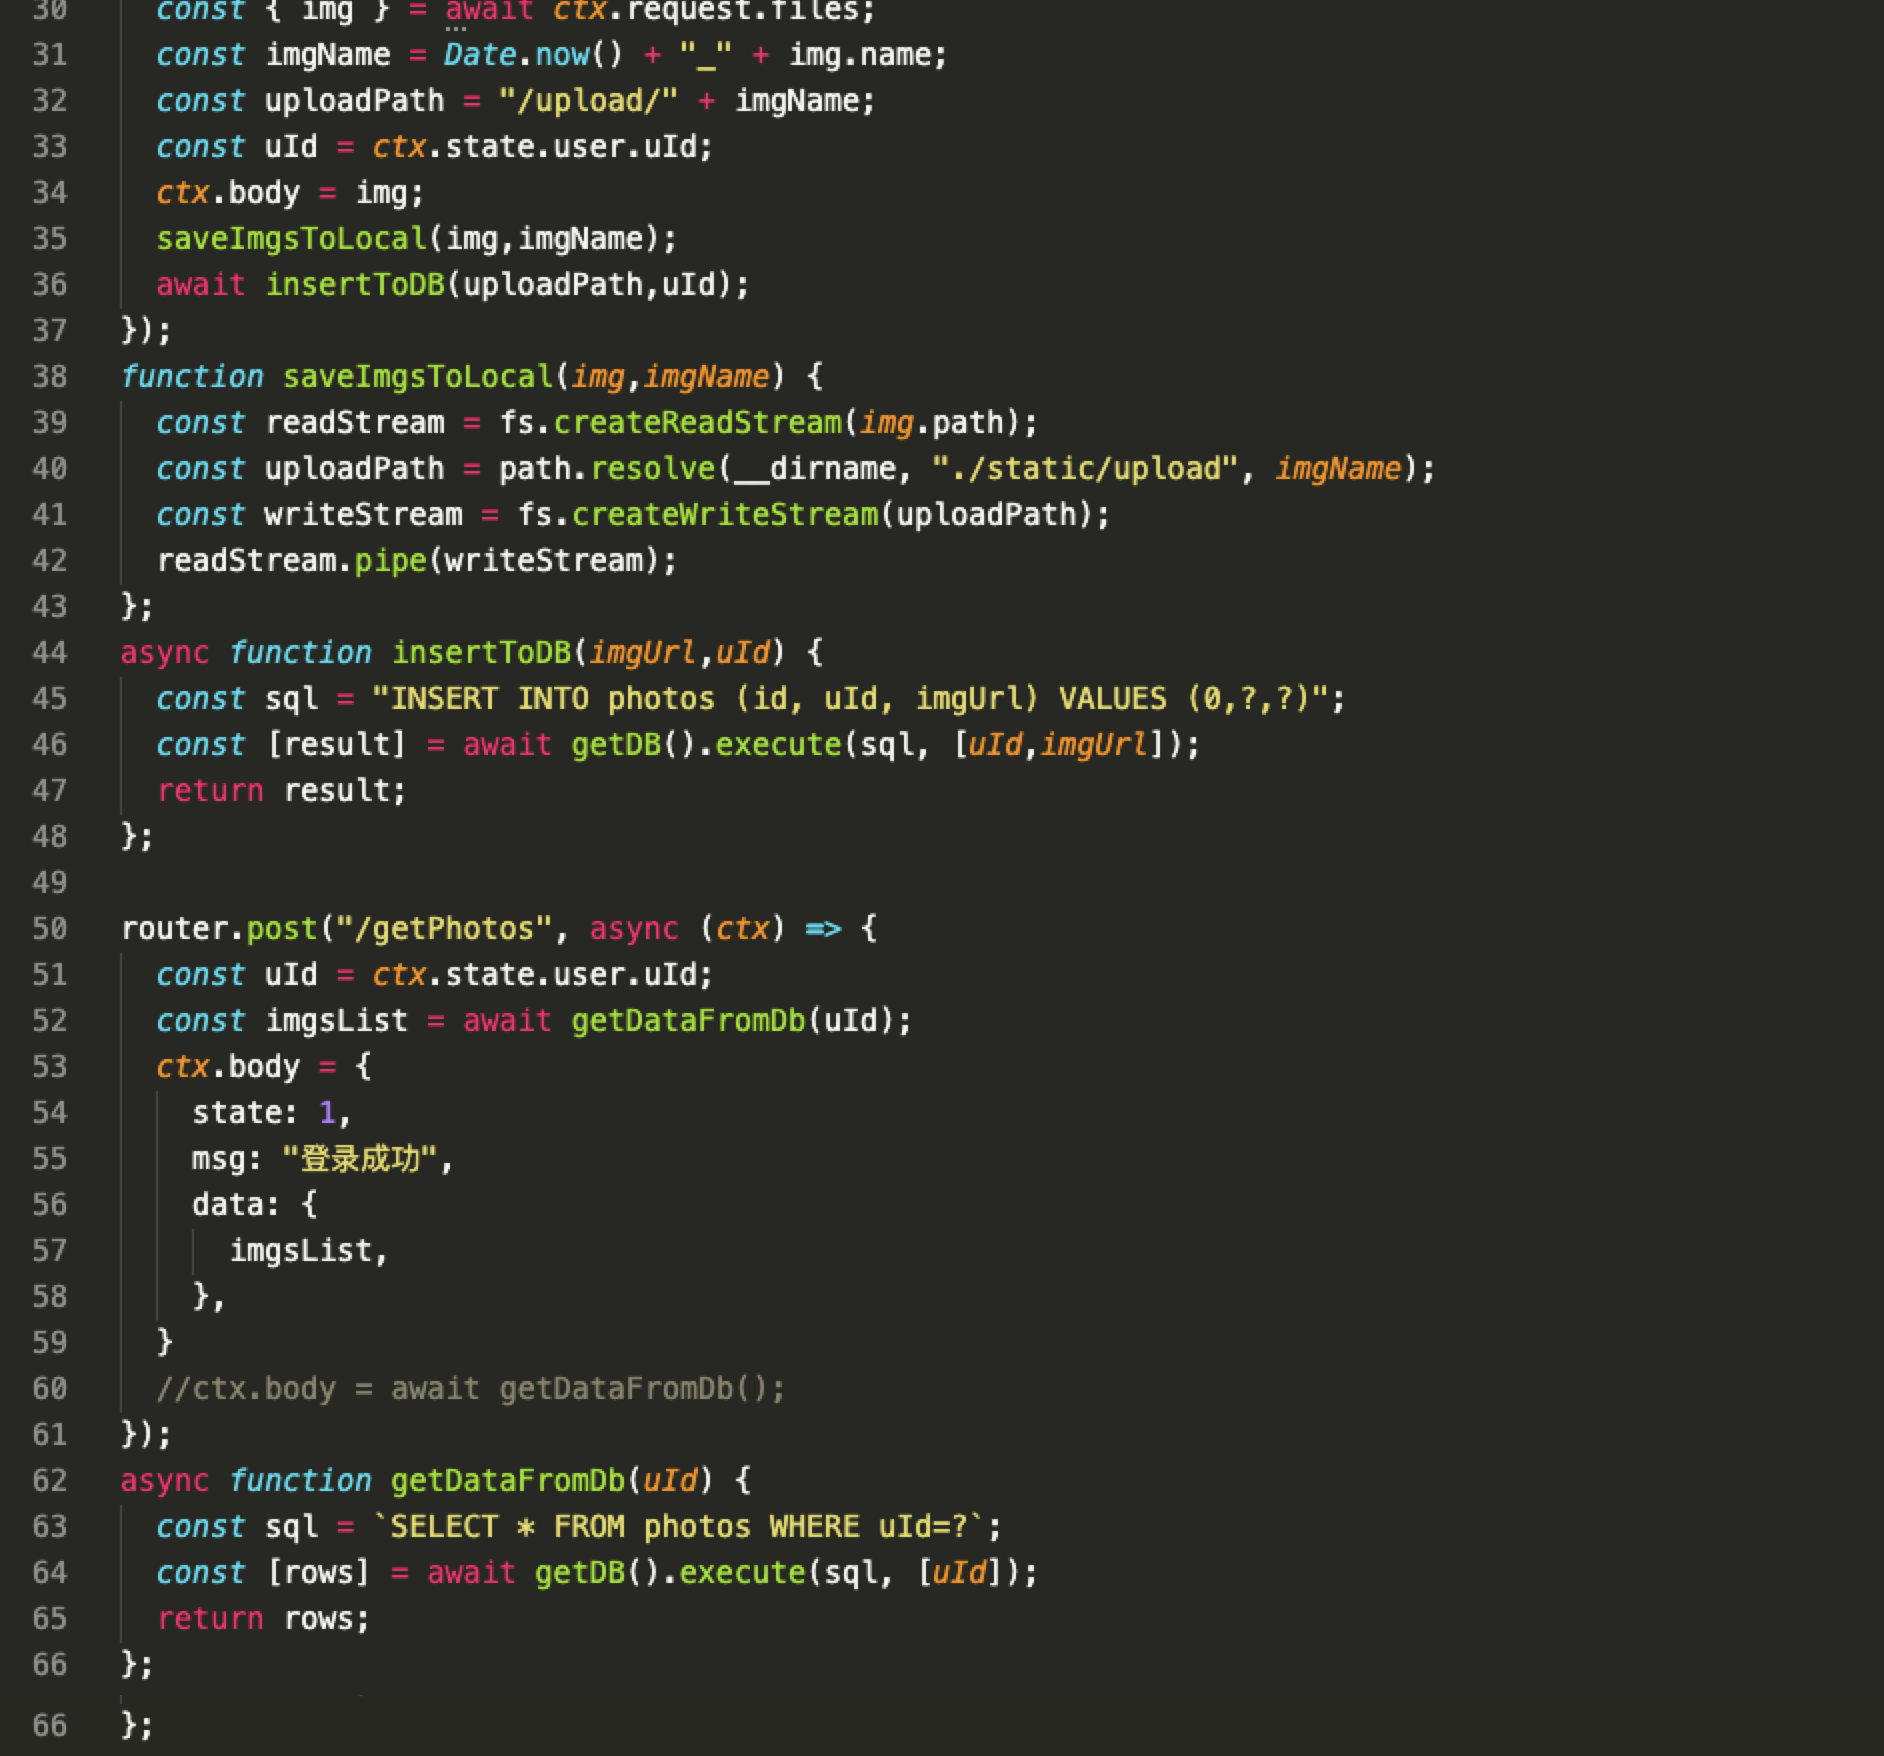 30 const { img } = await ctx.request.files;
31 const imgName = Date.now() + "_" + img.name;
32 const uploadPath = "/upload/" + imgName;
33 const uId = ctx.state.user.uId;
34 ctx.body = img;
35 saveImgsToLocal(img,imgName);
36 await insertToDB(uploadPath,uId);
37 });
38 function saveImgsToLocal(img,imgName) {
39 const readStream = fs.createReadStream(img.path);
40 const uploadPath = path.resolve(__dirname, "./static/upload", imgName);
41 const writeStream = fs.createWriteStream(uploadPath);
42 readStream.pipe(writeStream);
43 };
44 async function insertToDB(imgUrl,uId) {
45 const sql = "INSERT INTO photos (id, uId, imgUrl) VALUES (0,?,?)";
46 const [result] = await getDB().execute(sql, [uId,imgUrl]);
47 return result;
48 };
49
50 router.post("/getPhotos", async (ctx) => {
51 const uId = ctx.state.user.uId;
52 const imgsList = await getDataFromDb(uId);
53 ctx.body = {
54 state: 1,
55 msg: "登录成功",
56 data: {
57 imgsList,
58 },
59 }
60 //ctx.body = await getDataFromDb();
61 });
62 async function getDataFromDb(uId) {
63 const sql = `SELECT * FROM photos WHERE uId=?`;
64 const [rows] = await getDB().execute(sql, [uId]);
65 return rows;
66 };
66 };